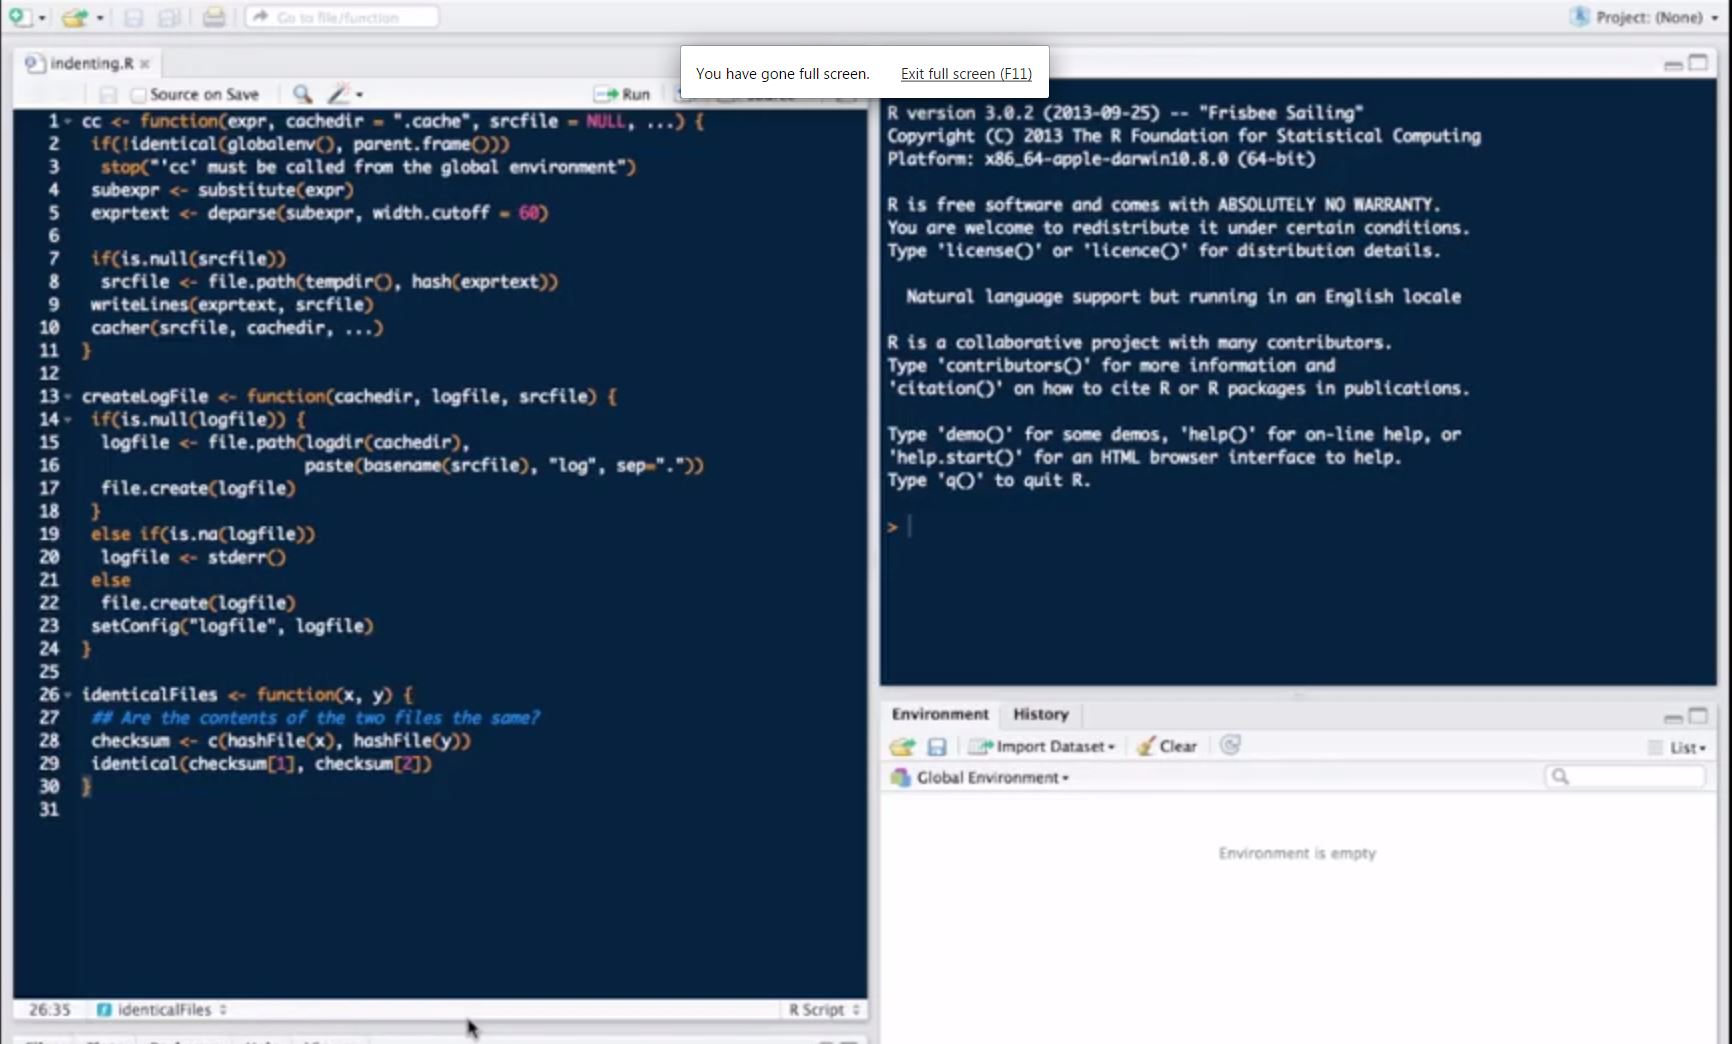 Go to file/function
Project: (None)
indenting.R
You have gone full screen. Exit full screen (F11)
Source on Save
Run
1 cc <- function(expr, cachedir = ".cache", srcfile = NULL, ...) {
2 if(!identical(globalenv(), parent.frame()))
3 stop("'cc' must be called from the global environment")
4 subexpr <- substitute(expr)
5 exprtext <- deparse(subexpr, width.cutoff = 60)
6
7 if(is.null(srcfile))
8 srcfile <- file.path(tempdir(), hash(exprtext))
9 writeLines(exprtext, srcfile)
10 cacher(srcfile, cachedir, ...)
11 }
12
13 createLogFile <- function(cachedir, logfile, srcfile) {
14 if(is.null(logfile)) {
15 logfile <- file.path(logdir(cachedir),
16 paste(basename(srcfile), "log", sep="."))
17 file.create(logfile)
18 }
19 else if(is.na(logfile))
20 logfile <- stderr()
21 else
22 file.create(logfile)
23 setConfig("logfile", logfile)
24 }
25
26 identicalFiles <- function(x, y) {
27 ## Are the contents of the two files the same?
28 checksum <- c(hashFile(x), hashFile(y))
29 identical(checksum[1], checksum[2])
30 }
31
26:35 identicalFiles R Script
R version 3.0.2 (2013-09-25) -- "Frisbee Sailing"
Copyright (C) 2013 The R Foundation for Statistical Computing
Platform: x86_64-apple-darwin10.8.0 (64-bit)
R is free software and comes with ABSOLUTELY NO WARRANTY.
You are welcome to redistribute it under certain conditions.
Type 'license()' or 'licence()' for distribution details.
Natural language support but running in an English locale
R is a collaborative project with many contributors.
Type 'contributors()' for more information and
'citation()' on how to cite R or R packages in publications.
Type 'demo()' for some demos, 'help()' for on-line help, or
'help.start()' for an HTML browser interface to help.
Type 'q()' to quit R.
>
Environment History
Import Dataset Clear List
Global Environment
Environment is empty